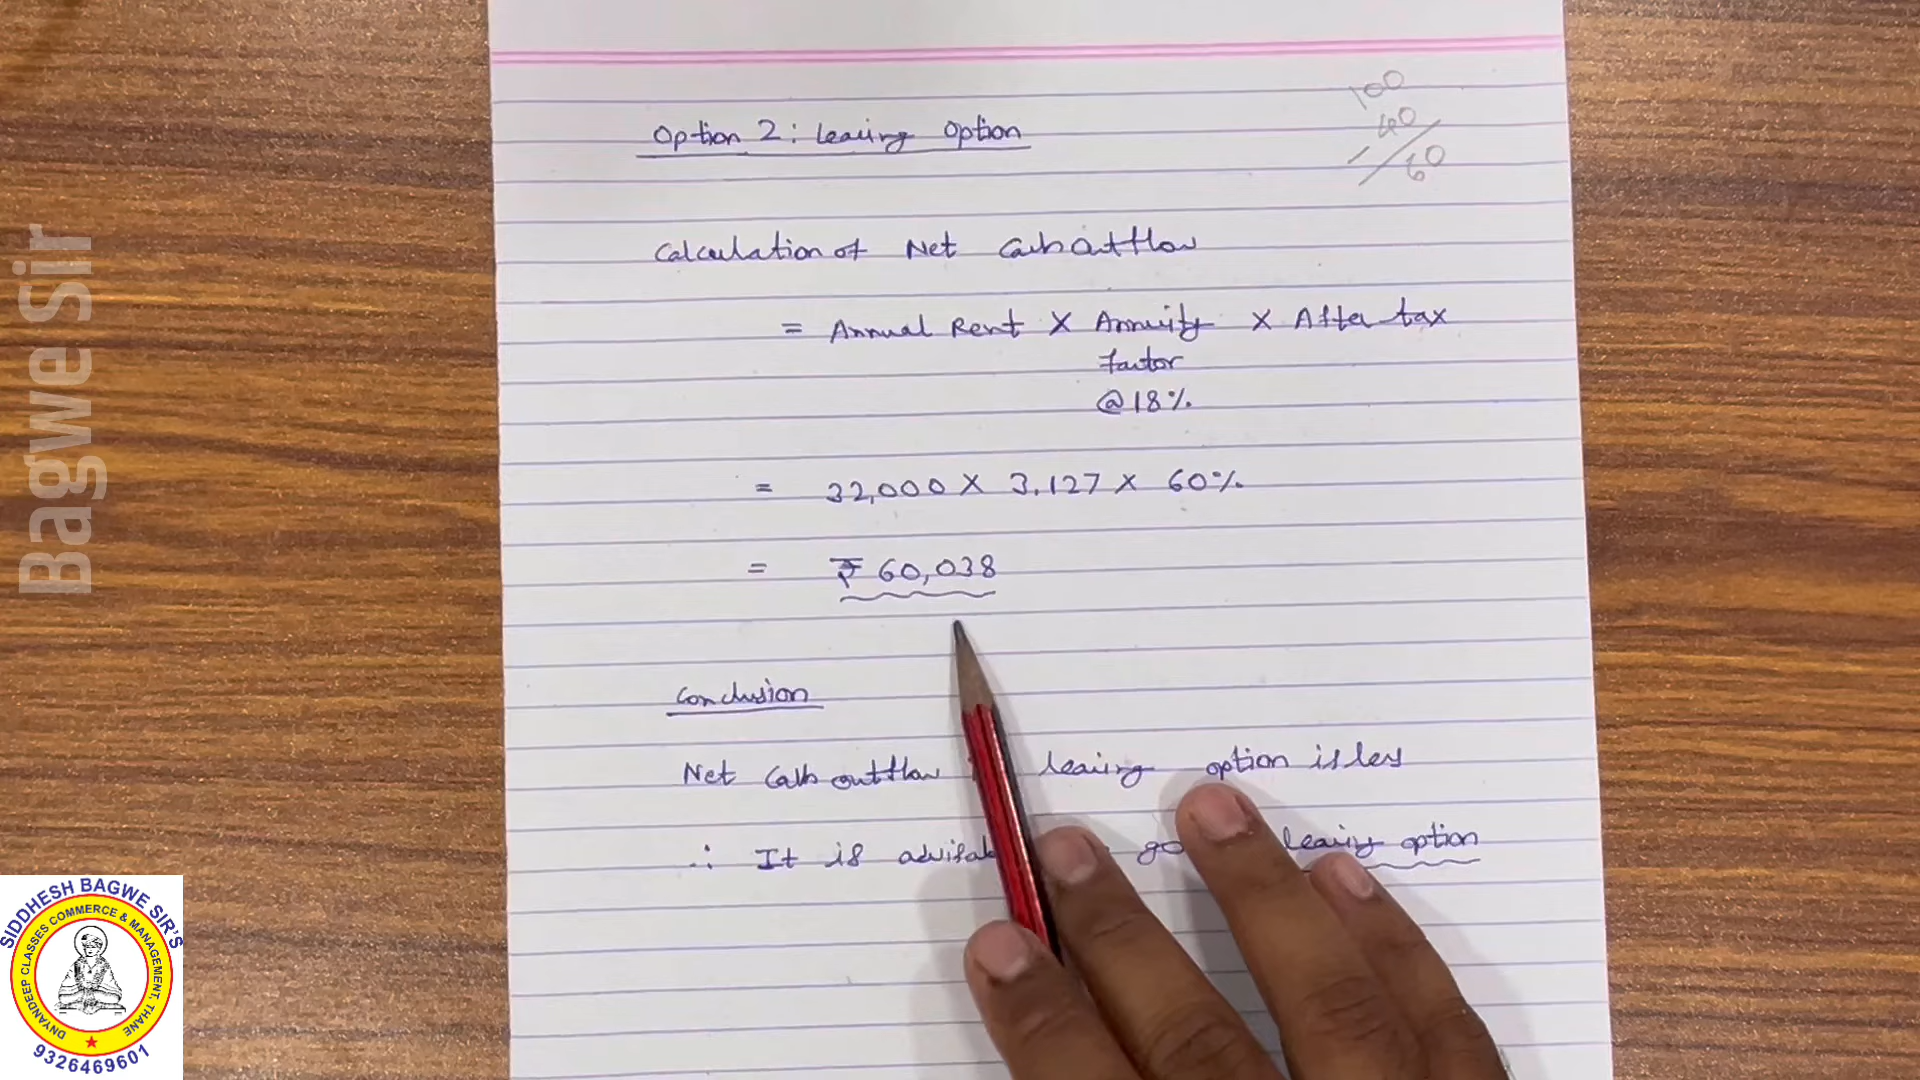 100
40
60
Option 2: Leasing Option
Calculation of Net Cash Outflow
= Annual Rent X Annuity X After tax
factor
@18%
= 32,000 X 3.127 X 60%
= ₹ 60,038
Conclusion
Net Cash outflow leasing option is less
∴ It is go leasing option
Bagwe Sir
SIDDHESH BAGWE SIR'S
DNYANDEEP CLASSES COMMERCE & MANAGEMENT, THANE
9326469601